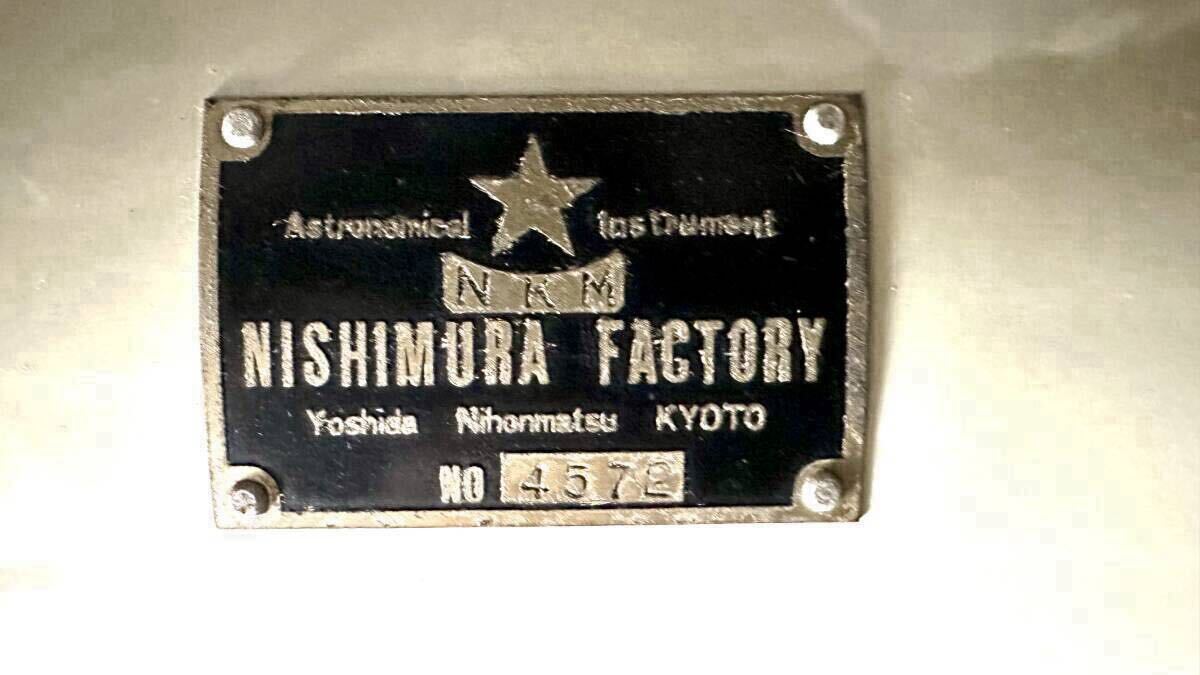 Astronomical Instrument
NKM
NISHIMURA FACTORY
Yoshida Nihonmatsu KYOTO
NO 4572